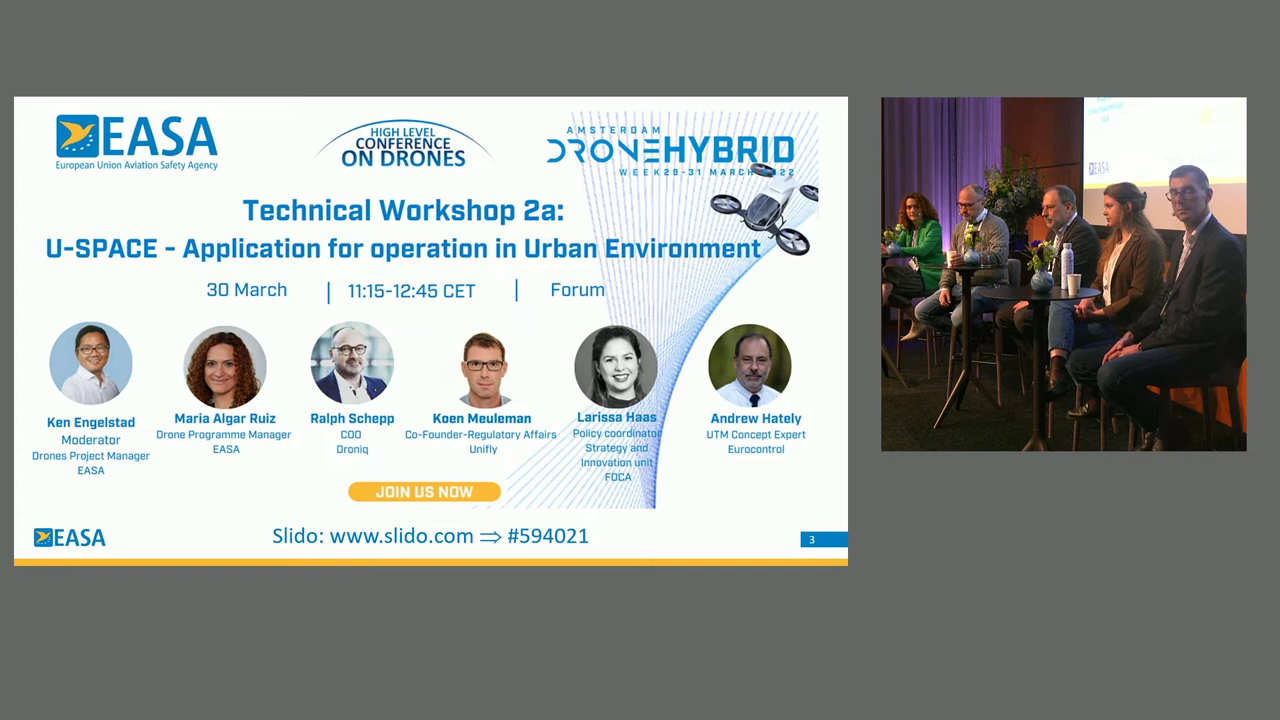 EASA
European Union Aviation Safety Agency
HIGH LEVEL
CONFERENCE
ON DRONES
AMSTERDAM
DRONEHYBRID
WEEK 29-31 MARCH 2022
Technical Workshop 2a:
U-SPACE - Application for operation in Urban Environment
30 March | 11:15-12:45 CET | Forum
Ken Engelstad
Moderator
Drones Project Manager
EASA
Maria Algar Ruiz
Drone Programme Manager
EASA
Ralph Schepp
COO
Droniq
Koen Meuleman
Co-Founder-Regulatory Affairs
Unifly
Larissa Haas
Policy coordinator
Strategy and
Innovation unit
FOCA
Andrew Hately
UTM Concept Expert
Eurocontrol
JOIN US NOW
EASA
Slido: www.slido.com ⇒ #594021
3
EASA